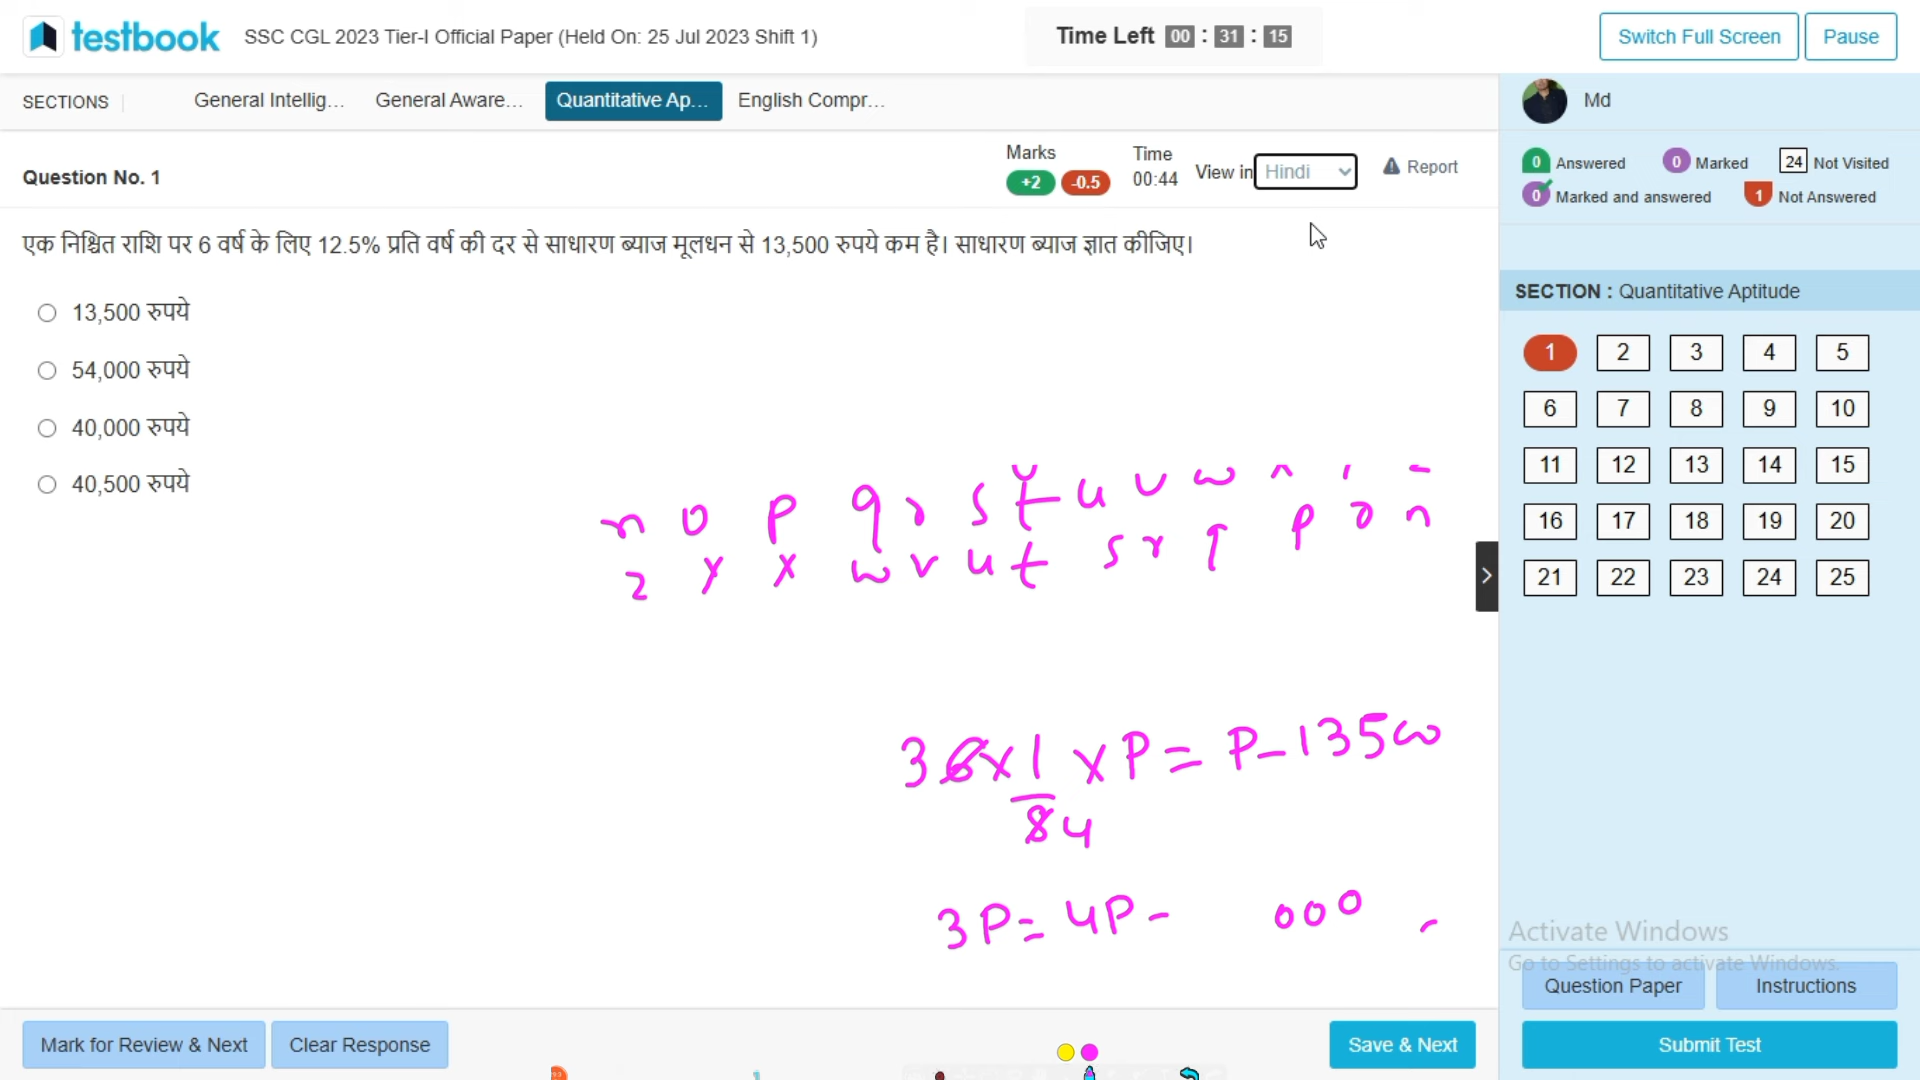 testbook SSC CGL 2023 Tier-I Official Paper (Held On: 25 Jul 2023 Shift 1) Time Left 00 : 31 : 15 Switch Full Screen Pause
SECTIONS General Intellig... General Aware... Quantitative Ap... English Compr...
Md
Question No. 1
Marks +2 -0.5
Time 00:44
View in Hindi
Report
0 Answered 0 Marked 24 Not Visited
0 Marked and answered 1 Not Answered
एक निश्चित राशि पर 6 वर्ष के लिए 12.5% प्रति वर्ष की दर से साधारण ब्याज मूलधन से 13,500 रुपये कम है। साधारण ब्याज ज्ञात कीजिए।
13,500 रुपये
54,000 रुपये
40,000 रुपये
40,500 रुपये
n o p q r s t u v w
z y x w v u t s r q p o n
36×1 × P = P - 13500
84
3P = 4P - 000
SECTION : Quantitative Aptitude
1 2 3 4 5
6 7 8 9 10
11 12 13 14 15
16 17 18 19 20
21 22 23 24 25
Activate Windows
Go to Settings to activate Windows.
Question Paper Instructions
Mark for Review & Next Clear Response Save & Next Submit Test